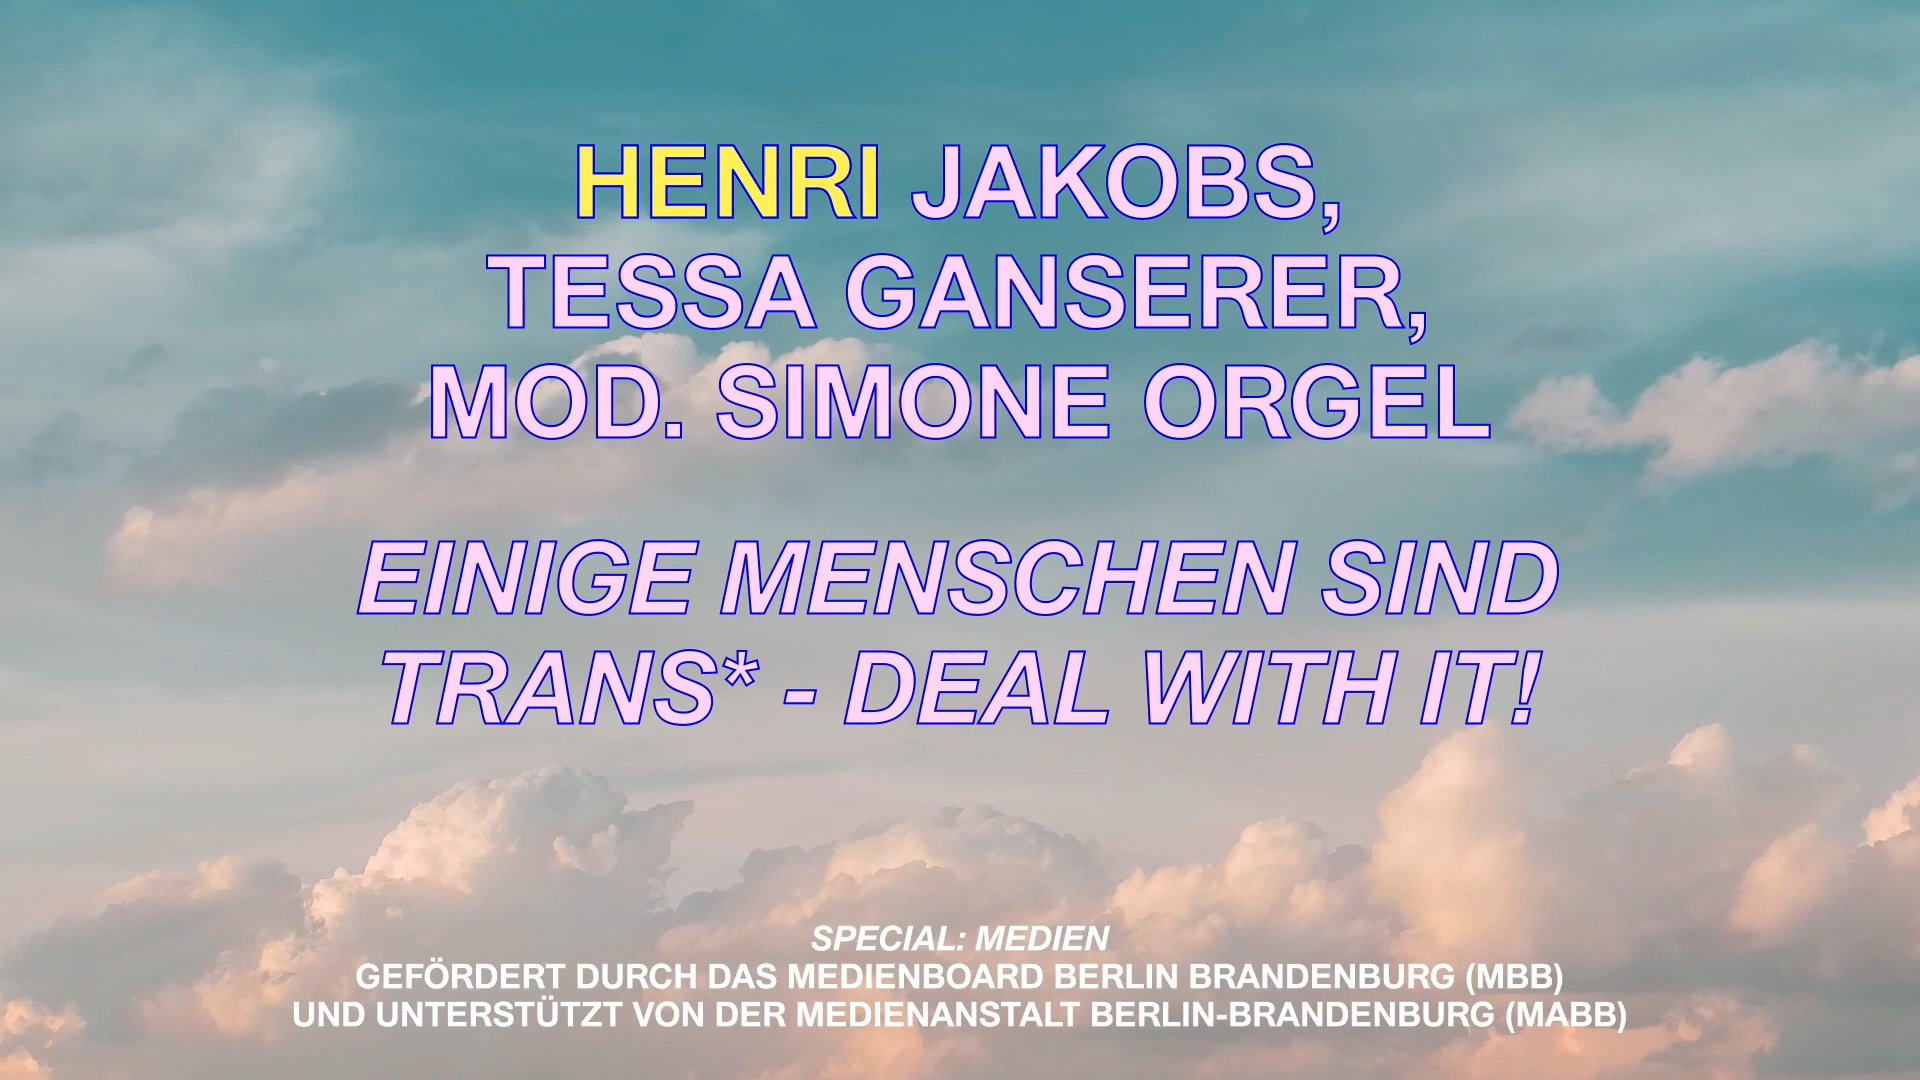 HENRI JAKOBS,
TESSA GANSERER,
MOD. SIMONE ORGEL
EINIGE MENSCHEN SIND
TRANS* - DEAL WITH IT!
SPECIAL: MEDIEN
GEFÖRDERT DURCH DAS MEDIENBOARD BERLIN BRANDENBURG (MBB)
UND UNTERSTÜTZT VON DER MEDIENANSTALT BERLIN-BRANDENBURG (MABB)